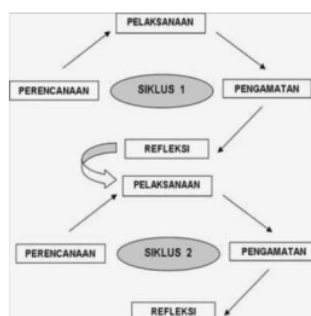 PELAKSANAAN
PERENCANAAN
SIKLUS 1
PENGAMATAN
REFLEKSI
PELAKSANAAN
PERENCANAAN
SIKLUS 2
PENGAMATAN
REFLEKSI